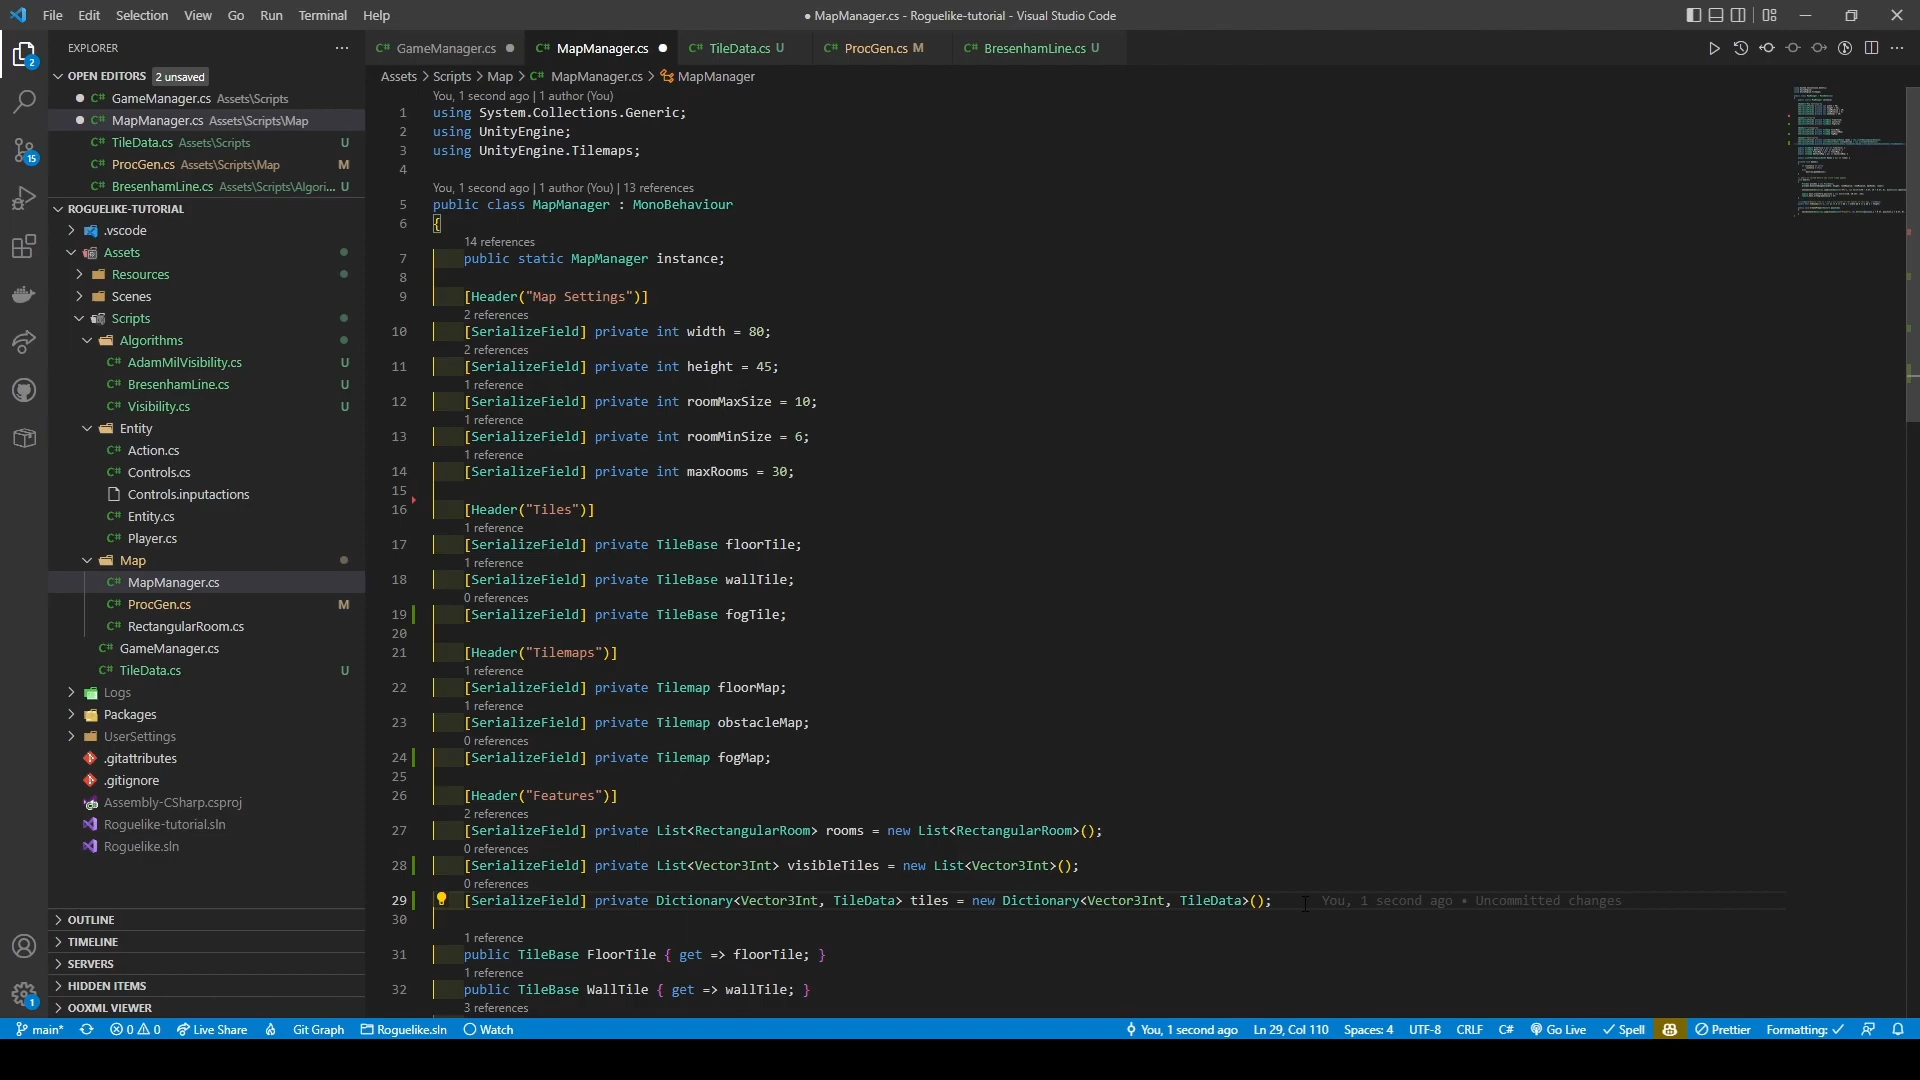 File Edit Selection View Go Run Terminal Help
● MapManager.cs - Roguelike-tutorial - Visual Studio Code
EXPLORER
OPEN EDITORS 2 unsaved
C# GameManager.cs Assets\Scripts
C# MapManager.cs Assets\Scripts\Map
C# TileData.cs Assets\Scripts U
C# ProcGen.cs Assets\Scripts\Map M
C# BresenhamLine.cs Assets\Scripts\Algori... U
ROGUELIKE-TUTORIAL
.vscode
Assets
Resources
Scenes
Scripts
Algorithms
C# AdamMilVisibility.cs U
C# BresenhamLine.cs U
C# Visibility.cs U
Entity
C# Action.cs
C# Controls.cs
Controls.inputactions
C# Entity.cs
C# Player.cs
Map
C# MapManager.cs
C# ProcGen.cs M
C# RectangularRoom.cs
C# GameManager.cs
C# TileData.cs U
Logs
Packages
UserSettings
.gitattributes
.gitignore
Assembly-CSharp.csproj
Roguelike-tutorial.sln
Roguelike.sln
OUTLINE
TIMELINE
SERVERS
HIDDEN ITEMS
OOXML VIEWER
2
15
1
C# GameManager.cs C# MapManager.cs C# TileData.cs U C# ProcGen.cs M C# BresenhamLine.cs U
Assets > Scripts > Map > C# MapManager.cs > MapManager
You, 1 second ago | 1 author (You)
1 using System.Collections.Generic;
2 using UnityEngine;
3 using UnityEngine.Tilemaps;
4
You, 1 second ago | 1 author (You) | 13 references
5 public class MapManager : MonoBehaviour
6 {
14 references
7 public static MapManager instance;
8
9 [Header("Map Settings")]
2 references
10 [SerializeField] private int width = 80;
2 references
11 [SerializeField] private int height = 45;
1 reference
12 [SerializeField] private int roomMaxSize = 10;
1 reference
13 [SerializeField] private int roomMinSize = 6;
1 reference
14 [SerializeField] private int maxRooms = 30;
15
16 [Header("Tiles")]
1 reference
17 [SerializeField] private TileBase floorTile;
1 reference
18 [SerializeField] private TileBase wallTile;
0 references
19 [SerializeField] private TileBase fogTile;
20
21 [Header("Tilemaps")]
1 reference
22 [SerializeField] private Tilemap floorMap;
1 reference
23 [SerializeField] private Tilemap obstacleMap;
0 references
24 [SerializeField] private Tilemap fogMap;
25
26 [Header("Features")]
2 references
27 [SerializeField] private List<RectangularRoom> rooms = new List<RectangularRoom>();
0 references
28 [SerializeField] private List<Vector3Int> visibleTiles = new List<Vector3Int>();
0 references
29 [SerializeField] private Dictionary<Vector3Int, TileData> tiles = new Dictionary<Vector3Int, TileData>(); You, 1 second ago • Uncommitted changes
30
1 reference
31 public TileBase FloorTile { get => floorTile; }
1 reference
32 public TileBase WallTile { get => wallTile; }
3 references
main* 0 0 Live Share Git Graph Roguelike.sln Watch You, 1 second ago Ln 29, Col 110 Spaces: 4 UTF-8 CRLF C# Go Live Spell Prettier Formatting: